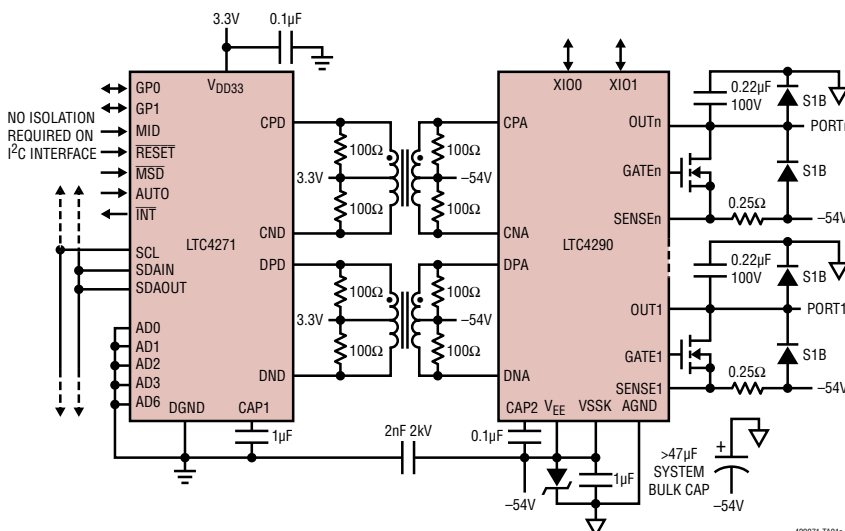 3.3V
0.1µF
VDD33
GP0
GP1
MID
RESET
MSD
AUTO
INT
NO ISOLATION
REQUIRED ON
I2C INTERFACE
SCL
SDAIN
SDAOUT
AD0
AD1
AD2
AD3
AD6
LTC4271
CPD
CND
DPD
DND
DGND
CAP1
1µF
100Ω
3.3V
100Ω
100Ω
–54V
100Ω
100Ω
3.3V
100Ω
100Ω
–54V
100Ω
2nF 2kV
XIO0
XIO1
CPA
CNA
DPA
DNA
LTC4290
OUTn
GATEn
SENSEn
OUT1
GATE1
SENSE1
CAP2
VEE
VSSK
AGND
0.1µF
–54V
1µF
0.22µF
100V
S1B
S1B
0.25Ω
–54V
0.22µF
100V
S1B
PORT1
S1B
0.25Ω
–54V
>47µF
SYSTEM
BULK CAP
+
–54V